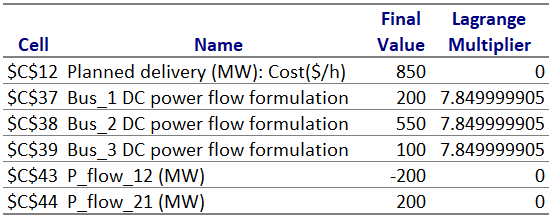 Final Lagrange
Cell Name Value Multiplier
$C$12 Planned delivery (MW): Cost($/h) 850 0
$C$37 Bus_1 DC power flow formulation 200 7.849999905
$C$38 Bus_2 DC power flow formulation 550 7.849999905
$C$39 Bus_3 DC power flow formulation 100 7.849999905
$C$43 P_flow_12 (MW) -200 0
$C$44 P_flow_21 (MW) 200 0